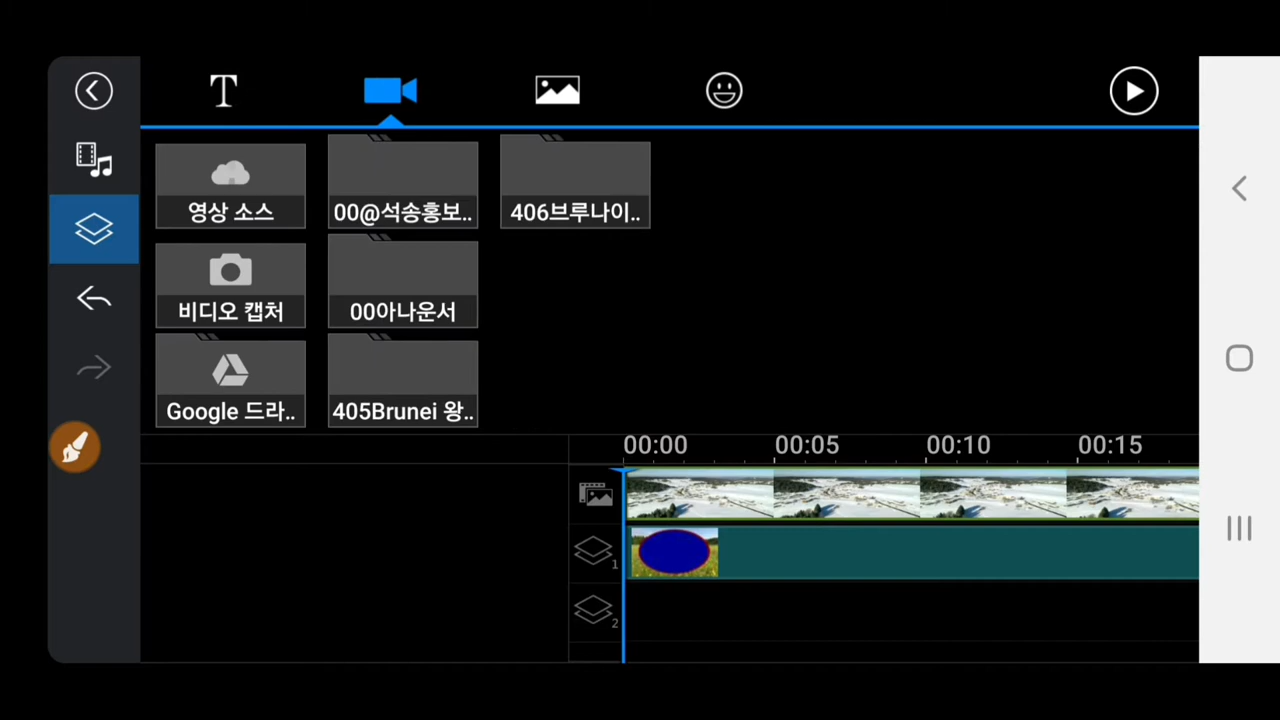 T
영상 소스
00@석송홍보..
406브루나이..
비디오 캡처
00아나운서
Google 드라..
405Brunei 왕..
00:00
00:05
00:10
00:15
1
2